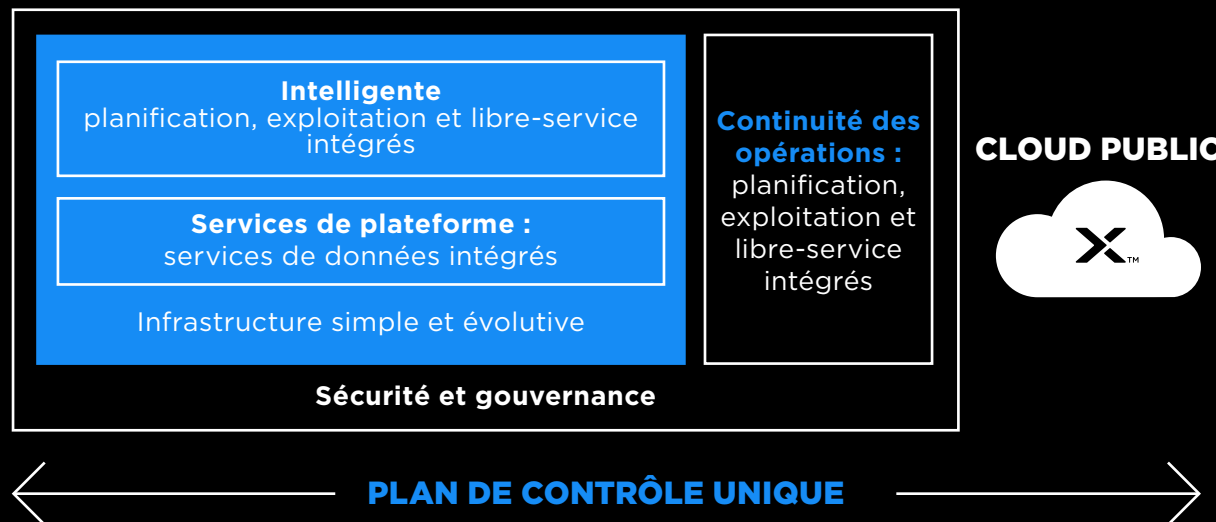 Intelligente
planification, exploitation et libre-service
intégrés
Services de plateforme :
services de données intégrés
Infrastructure simple et évolutive
Continuité des
opérations :
planification,
exploitation et
libre-service
intégrés
Sécurité et gouvernance
CLOUD PUBLIC
X™
PLAN DE CONTRÔLE UNIQUE